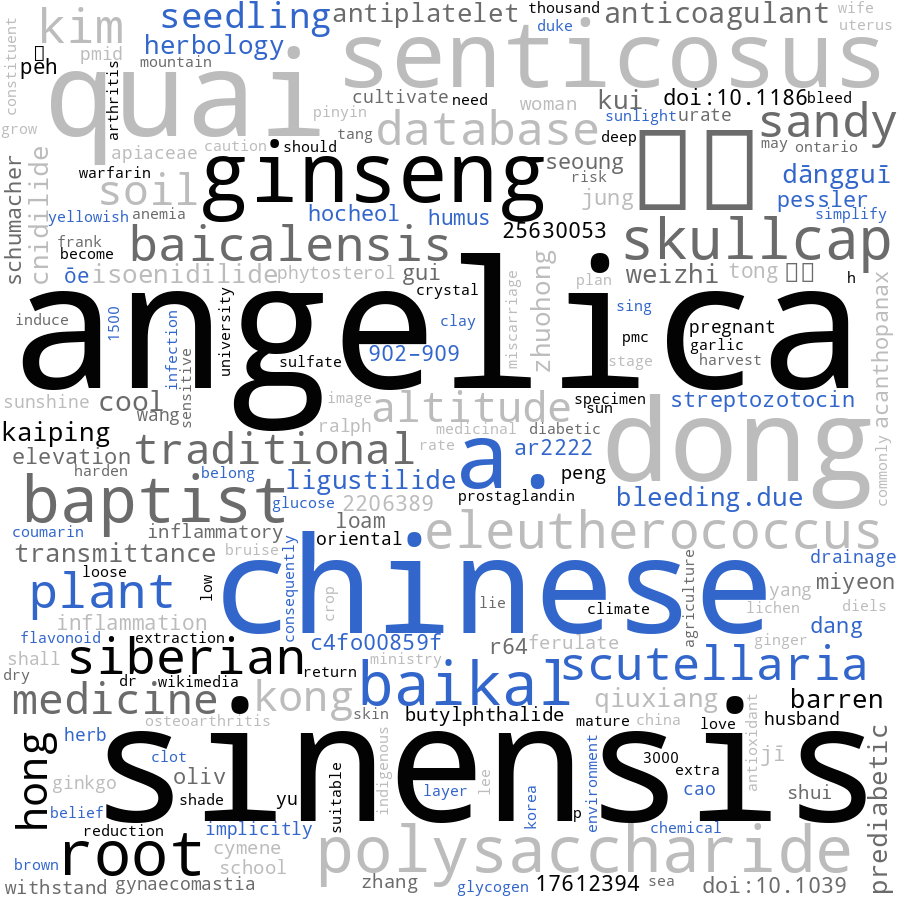 thousand
wife
seedling
antiplatelet
anticoagulant
constituent
kim
duke
uterus
herbology
senticosus
pmid
peh
mountain
quai
arthritis
cultivate
need
woman
kui
doi:10.1186
bleed
pinyin
sunlight
urate
sandy
grow
tang
database
deep
apiaceae
caution
should
may
ontario
ginseng
seoung
warfarin
risk
dāngguī
soil
jung
pessler
schumacher
cnidilide
yellowish
anemia
hocheol
humus
simplify
25630053
frank
baicalensis
skullcap
become
ōe
isoenidilide
phytosterol
gui
zhuohong
weizhi
tong
h
crystal
plan
angelica
miscarriage
acanthopanax
induce
1500
infection
university
clay
sing
pregnant
pmc
garlic
sulfate
902–909
stage
harvest
sensitive
sunshine
cool
image
altitude
specimen
streptozotocin
wang
sun
dong
kaiping
ralph
medicinal
diabetic
traditional
rate
a.
ar2222
elevation
harden
belong
ligustilide
peng
commonly
baptist
glucose
2206389
prostaglandin
bleeding.due
loam
coumarin
inflammatory
oriental
eleutherococcus
transmittance
bruise
drainage
loose
chinese
plant
low
consequently
crop
lie
climate
agriculture
yang
miyeon
lichen
diels
inflammation
flavonoid
extraction
c4fo00859f
r64
ferulate
ginger
dang
shall
siberian
ministry
scutellaria
dry
dr
wikimedia
return
baikal
medicine
kong
skin
qiuxiang
barren
osteoarthritis
butylphthalide
mature
china
love
husband
herb
sinensis
antioxidant
jī
hong
clot
indigenous
3000
prediabetic
ginkgo
oliv
suitable
lee
environment
extra
belief
shade
yu
layer
korea
p
cao
shui
reduction
implicitly
chemical
brown
root
cymene
polysaccharide
school
withstand
gynaecomastia
zhang
glycogen
17612394
sea
doi:10.1039